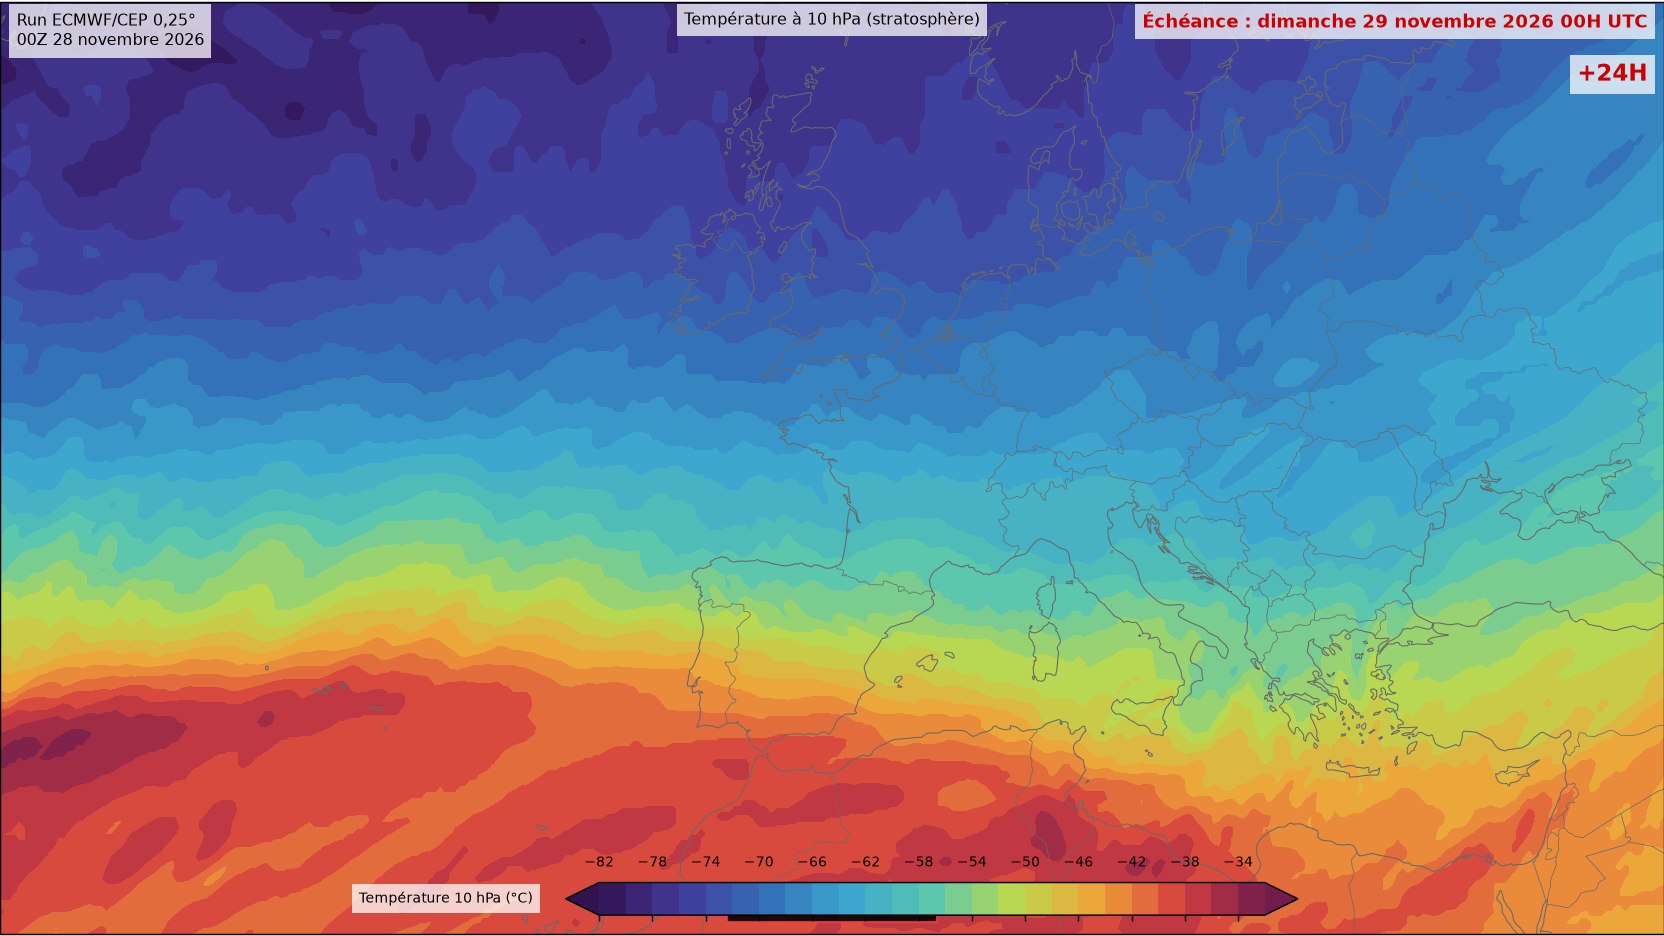 Run ECMWF/CEP 0,25°
00Z 28 novembre 2026
Température à 10 hPa (stratosphère)
Échéance : dimanche 29 novembre 2026 00H UTC
+24H
−82 −78 −74 −70 −66 −62 −58 −54 −50 −46 −42 −38 −34
Température 10 hPa (°C)